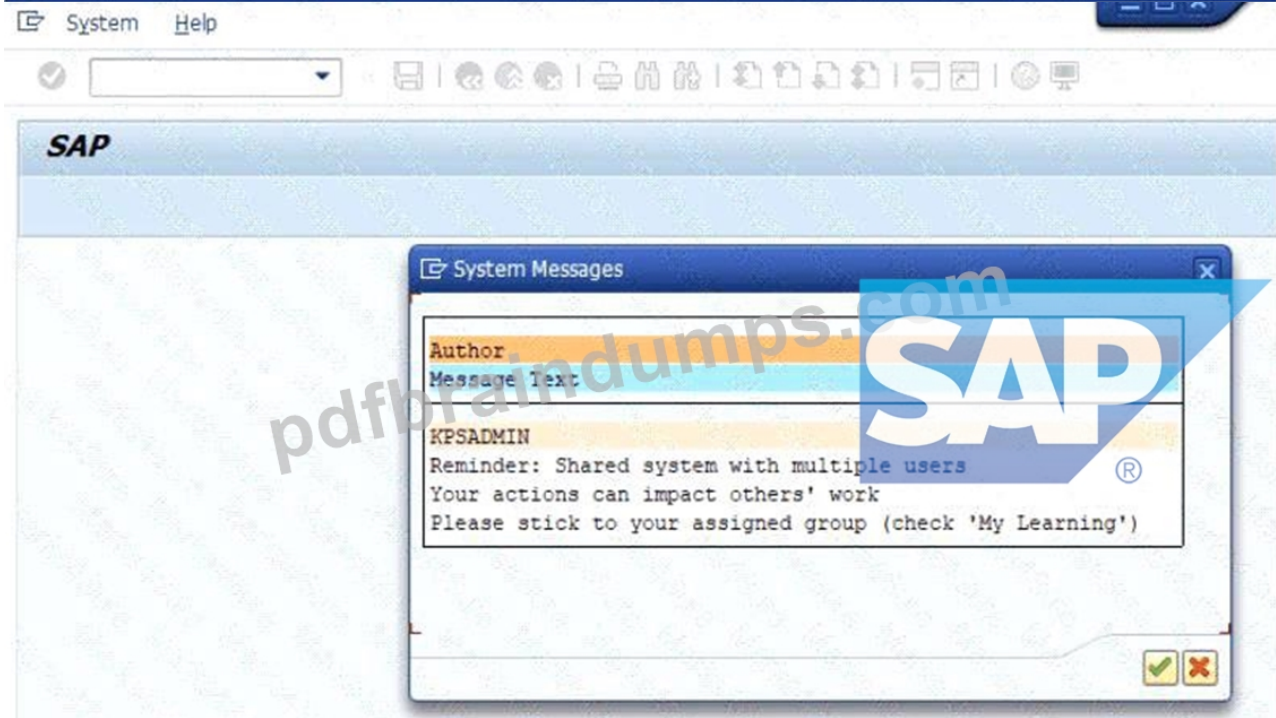 System Help
SAP
System Messages
Author
Message Text
KPSADMIN
Reminder: Shared system with multiple users
Your actions can impact others' work
Please stick to your assigned group (check 'My Learning')
pdfbraindumps.com
SAP
®